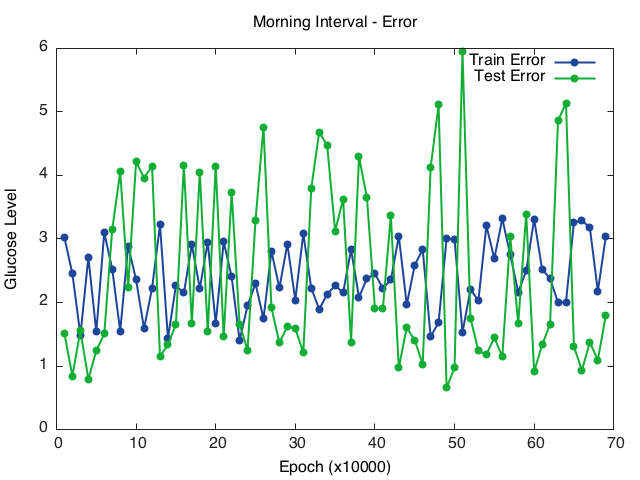 Morning Interval - Error
6
5
4
3
2
1
0
Glucose Level
Train Error
Test Error
0 10 20 30 40 50 60 70
Epoch (x10000)